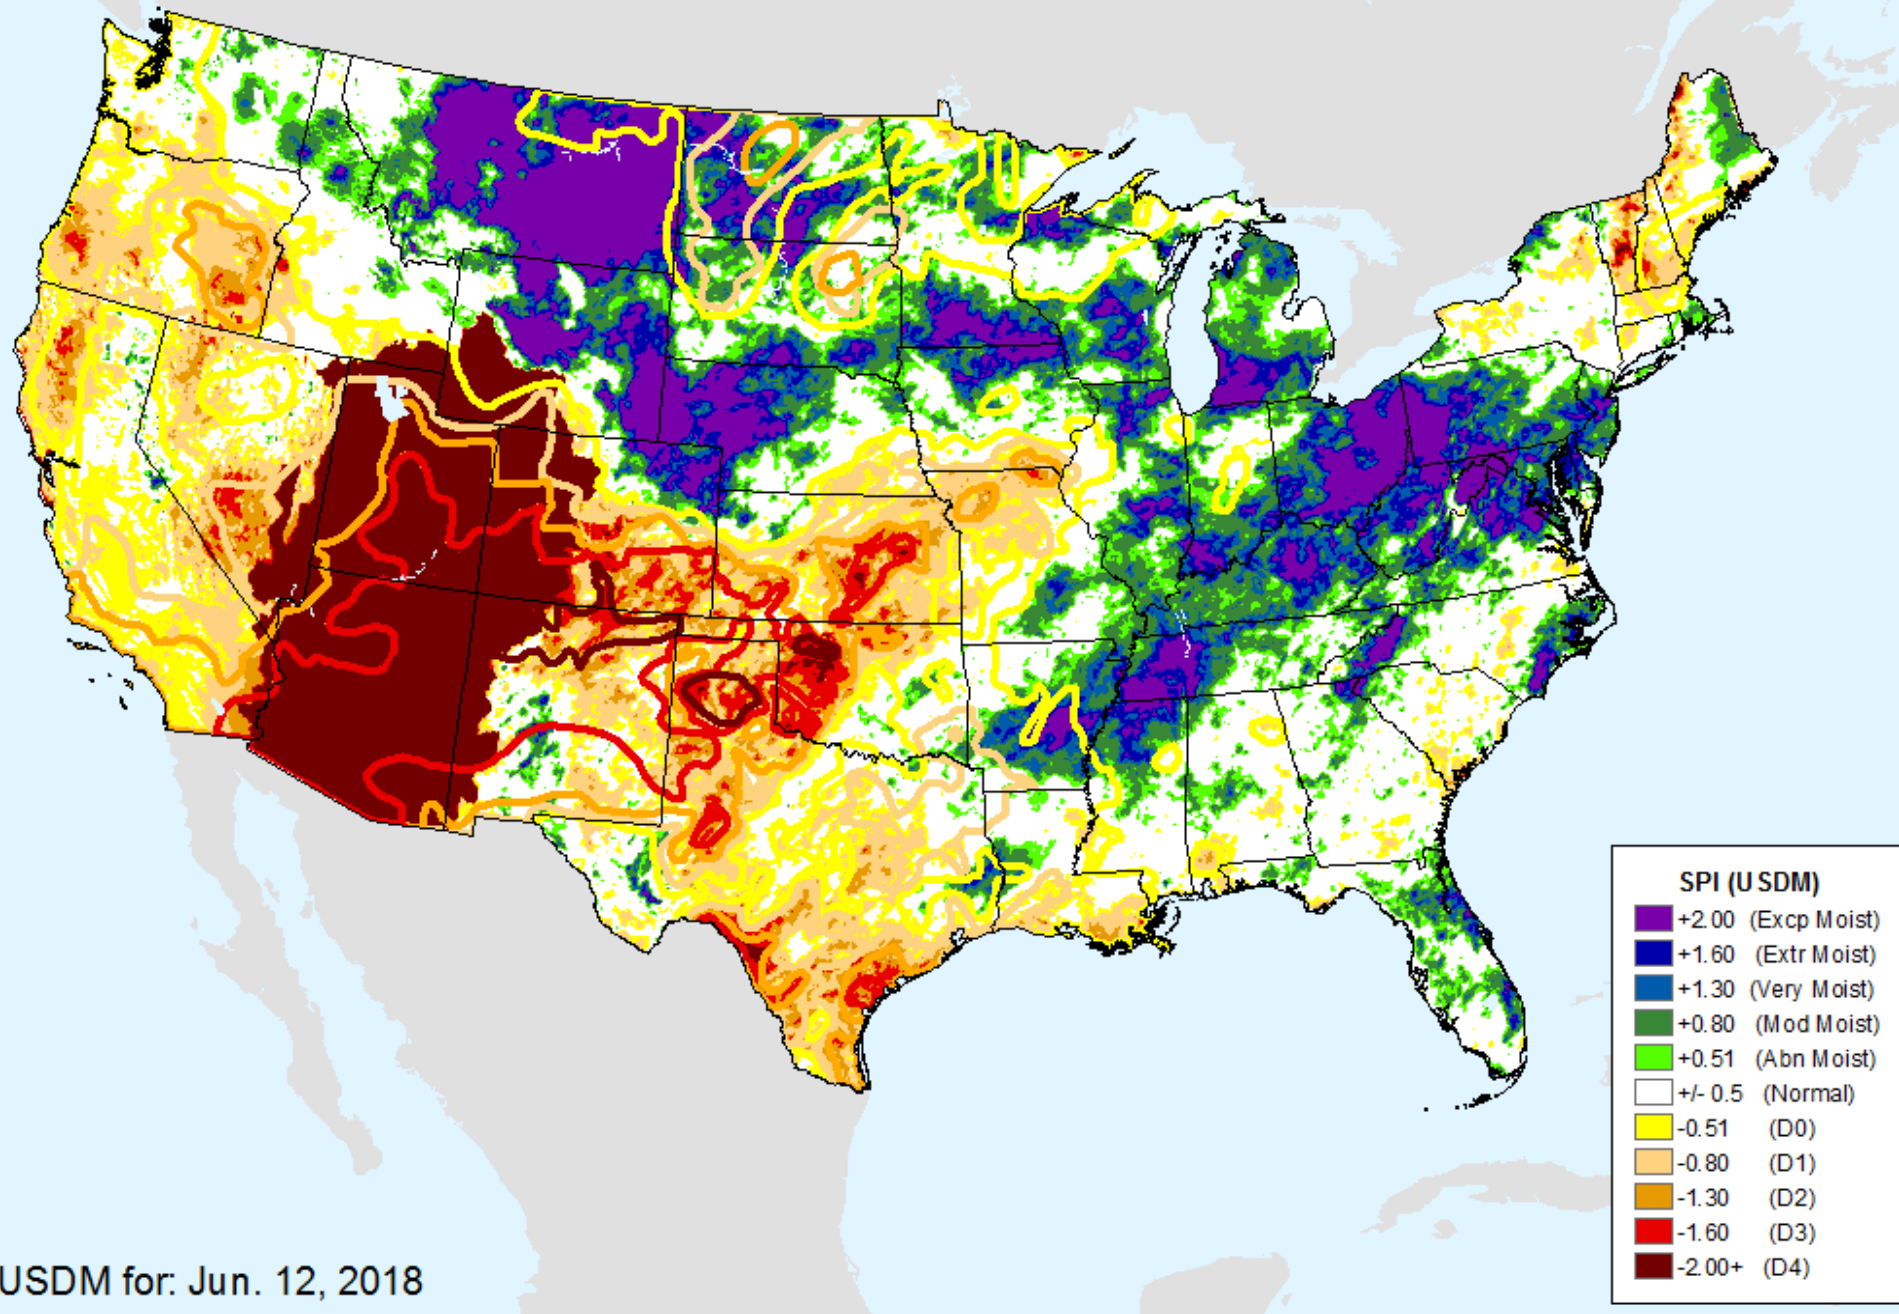 SPI (USDM)
+2.00 (Excp Moist)
+1.60 (Extr Moist)
+1.30 (Very Moist)
+0.80 (Mod Moist)
+0.51 (Abn Moist)
+/- 0.5 (Normal)
-0.51 (D0)
-0.80 (D1)
-1.30 (D2)
-1.60 (D3)
-2.00+ (D4)
USDM for: Jun. 12, 2018